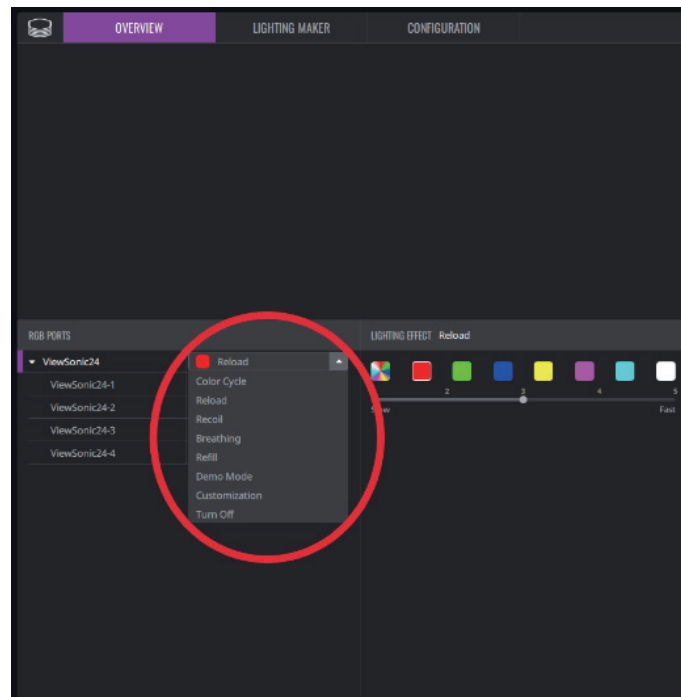 OVERVIEW LIGHTING MAKER CONFIGURATION
RGB PORTS
ViewSonic24
ViewSonic24-1
ViewSonic24-2
ViewSonic24-3
ViewSonic24-4
Reload
Color Cycle
Reload
Recoil
Breathing
Refill
Demo Mode
Customization
Turn Off
LIGHTING EFFECT Reload
2 3 4 5
Fast